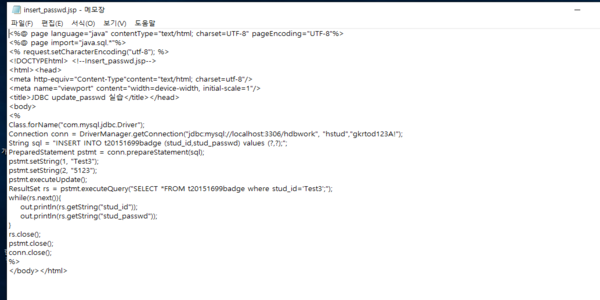 insert_passwd.jsp - 메모장
파일(F) 편집(E) 서식(O) 보기(V) 도움말
<%@ page language="java" contentType="text/html; charset=UTF-8" pageEncoding="UTF-8"%>
<%@ page import="java.sql.*"%>
<% request.setCharacterEncoding("utf-8"); %>
<!DOCTYPEhtml> <!--Insert_passwd.jsp-->
<html><head>
<meta http-equiv="Content-Type"content="text/html; charset=utf-8"/>
<meta name="viewport" content="width=device-width, initial-scale=1"/>
<title>JDBC update_passwd 실습</title></head>
<body>
<%
Class.forName("com.mysql.jdbc.Driver");
Connection conn = DriverManager.getConnection("jdbc:mysql://localhost:3306/hdbwork", "hstud","gkrtod123A!");
String sql = "INSERT INTO t20151699badge (stud_id,stud_passwd) values (?,?);";
PreparedStatement pstmt = conn.prepareStatement(sql);
pstmt.setString(1, "Test3");
pstmt.executeUpdate();
pstmt.setString(2, "5123");
pstmt.executeUpdate();
ResultSet rs = pstmt.executeQuery("SELECT *FROM t20151699badge where stud_id='Test3';");
while(rs.next()){
out.println(rs.getString("stud_id"));
out.println(rs.getString("stud_passwd"));
}
rs.close();
pstmt.close();
conn.close();
%>
</body></html>